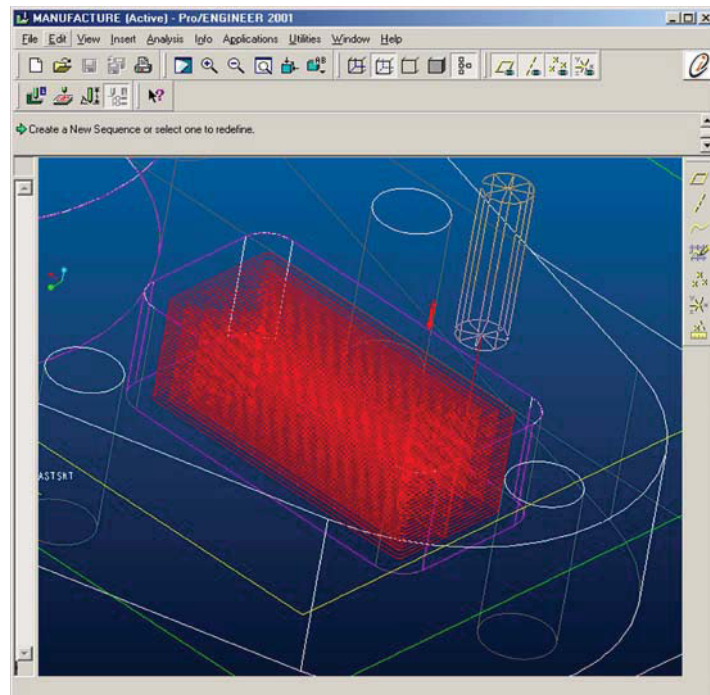 MANUFACTURE (Active) - Pro/ENGINEER 2001
File Edit View Insert Analysis Info Applications Utilities Window Help
Create a New Sequence or select one to redefine.
ASTSKT